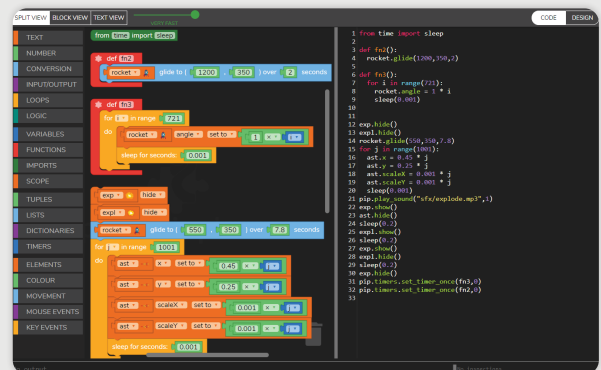 SPLIT VIEW BLOCK VIEW TEXT VIEW
VERY FAST
CODE DESIGN
TEXT
NUMBER
CONVERSION
INPUT/OUTPUT
LOOPS
LOGIC
VARIABLES
FUNCTIONS
IMPORTS
SCOPE
TUPLES
LISTS
DICTIONARIES
TIMERS
ELEMENTS
COLOUR
MOVEMENT
MOUSE EVENTS
KEY EVENTS
from time import sleep
def fn2
rocket glide to ( 1200 , 350 ) over 2 seconds
def fn3
for i in range 721
do rocket angle set to 1 x i
sleep for seconds: 0.001
exp hide
expl hide
rocket glide to ( 550 , 350 ) over 7.8 seconds
for j in range 1001
do ast x set to 0.45 x j
ast y set to 0.25 x j
ast scaleX set to 0.001 x j
ast scaleY set to 0.001 x j
sleep for seconds: 0.001
1 from time import sleep
2
3 def fn2():
4 rocket.glide(1200,350,2)
5
6 def fn3():
7 for i in range(721):
8 rocket.angle = 1 * i
9 sleep(0.001)
10
11
12 exp.hide()
13 expl.hide()
14 rocket.glide(550,350,7.8)
15 for j in range(1001):
16 ast.x = 0.45 * j
17 ast.y = 0.25 * j
18 ast.scaleX = 0.001 * j
19 ast.scaleY = 0.001 * j
20 sleep(0.001)
21 pip.play_sound("sfx/explode.mp3",1)
22 exp.show()
23 ast.hide()
24 sleep(0.2)
25 expl.show()
26 sleep(0.2)
27 exp.show()
28 expl.hide()
29 sleep(0.2)
30 exp.hide()
31 pip.timers.set_timer_once(fn3,0)
32 pip.timers.set_timer_once(fn2,0)
33